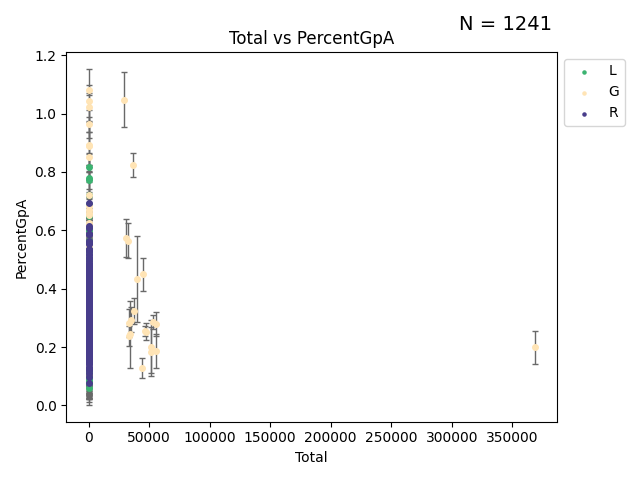 N = 1241
Total vs PercentGpA
1.2
1.0
0.8
0.6
0.4
0.2
0.0
PercentGpA
0 50000 100000 150000 200000 250000 300000 350000
Total
L
G
R